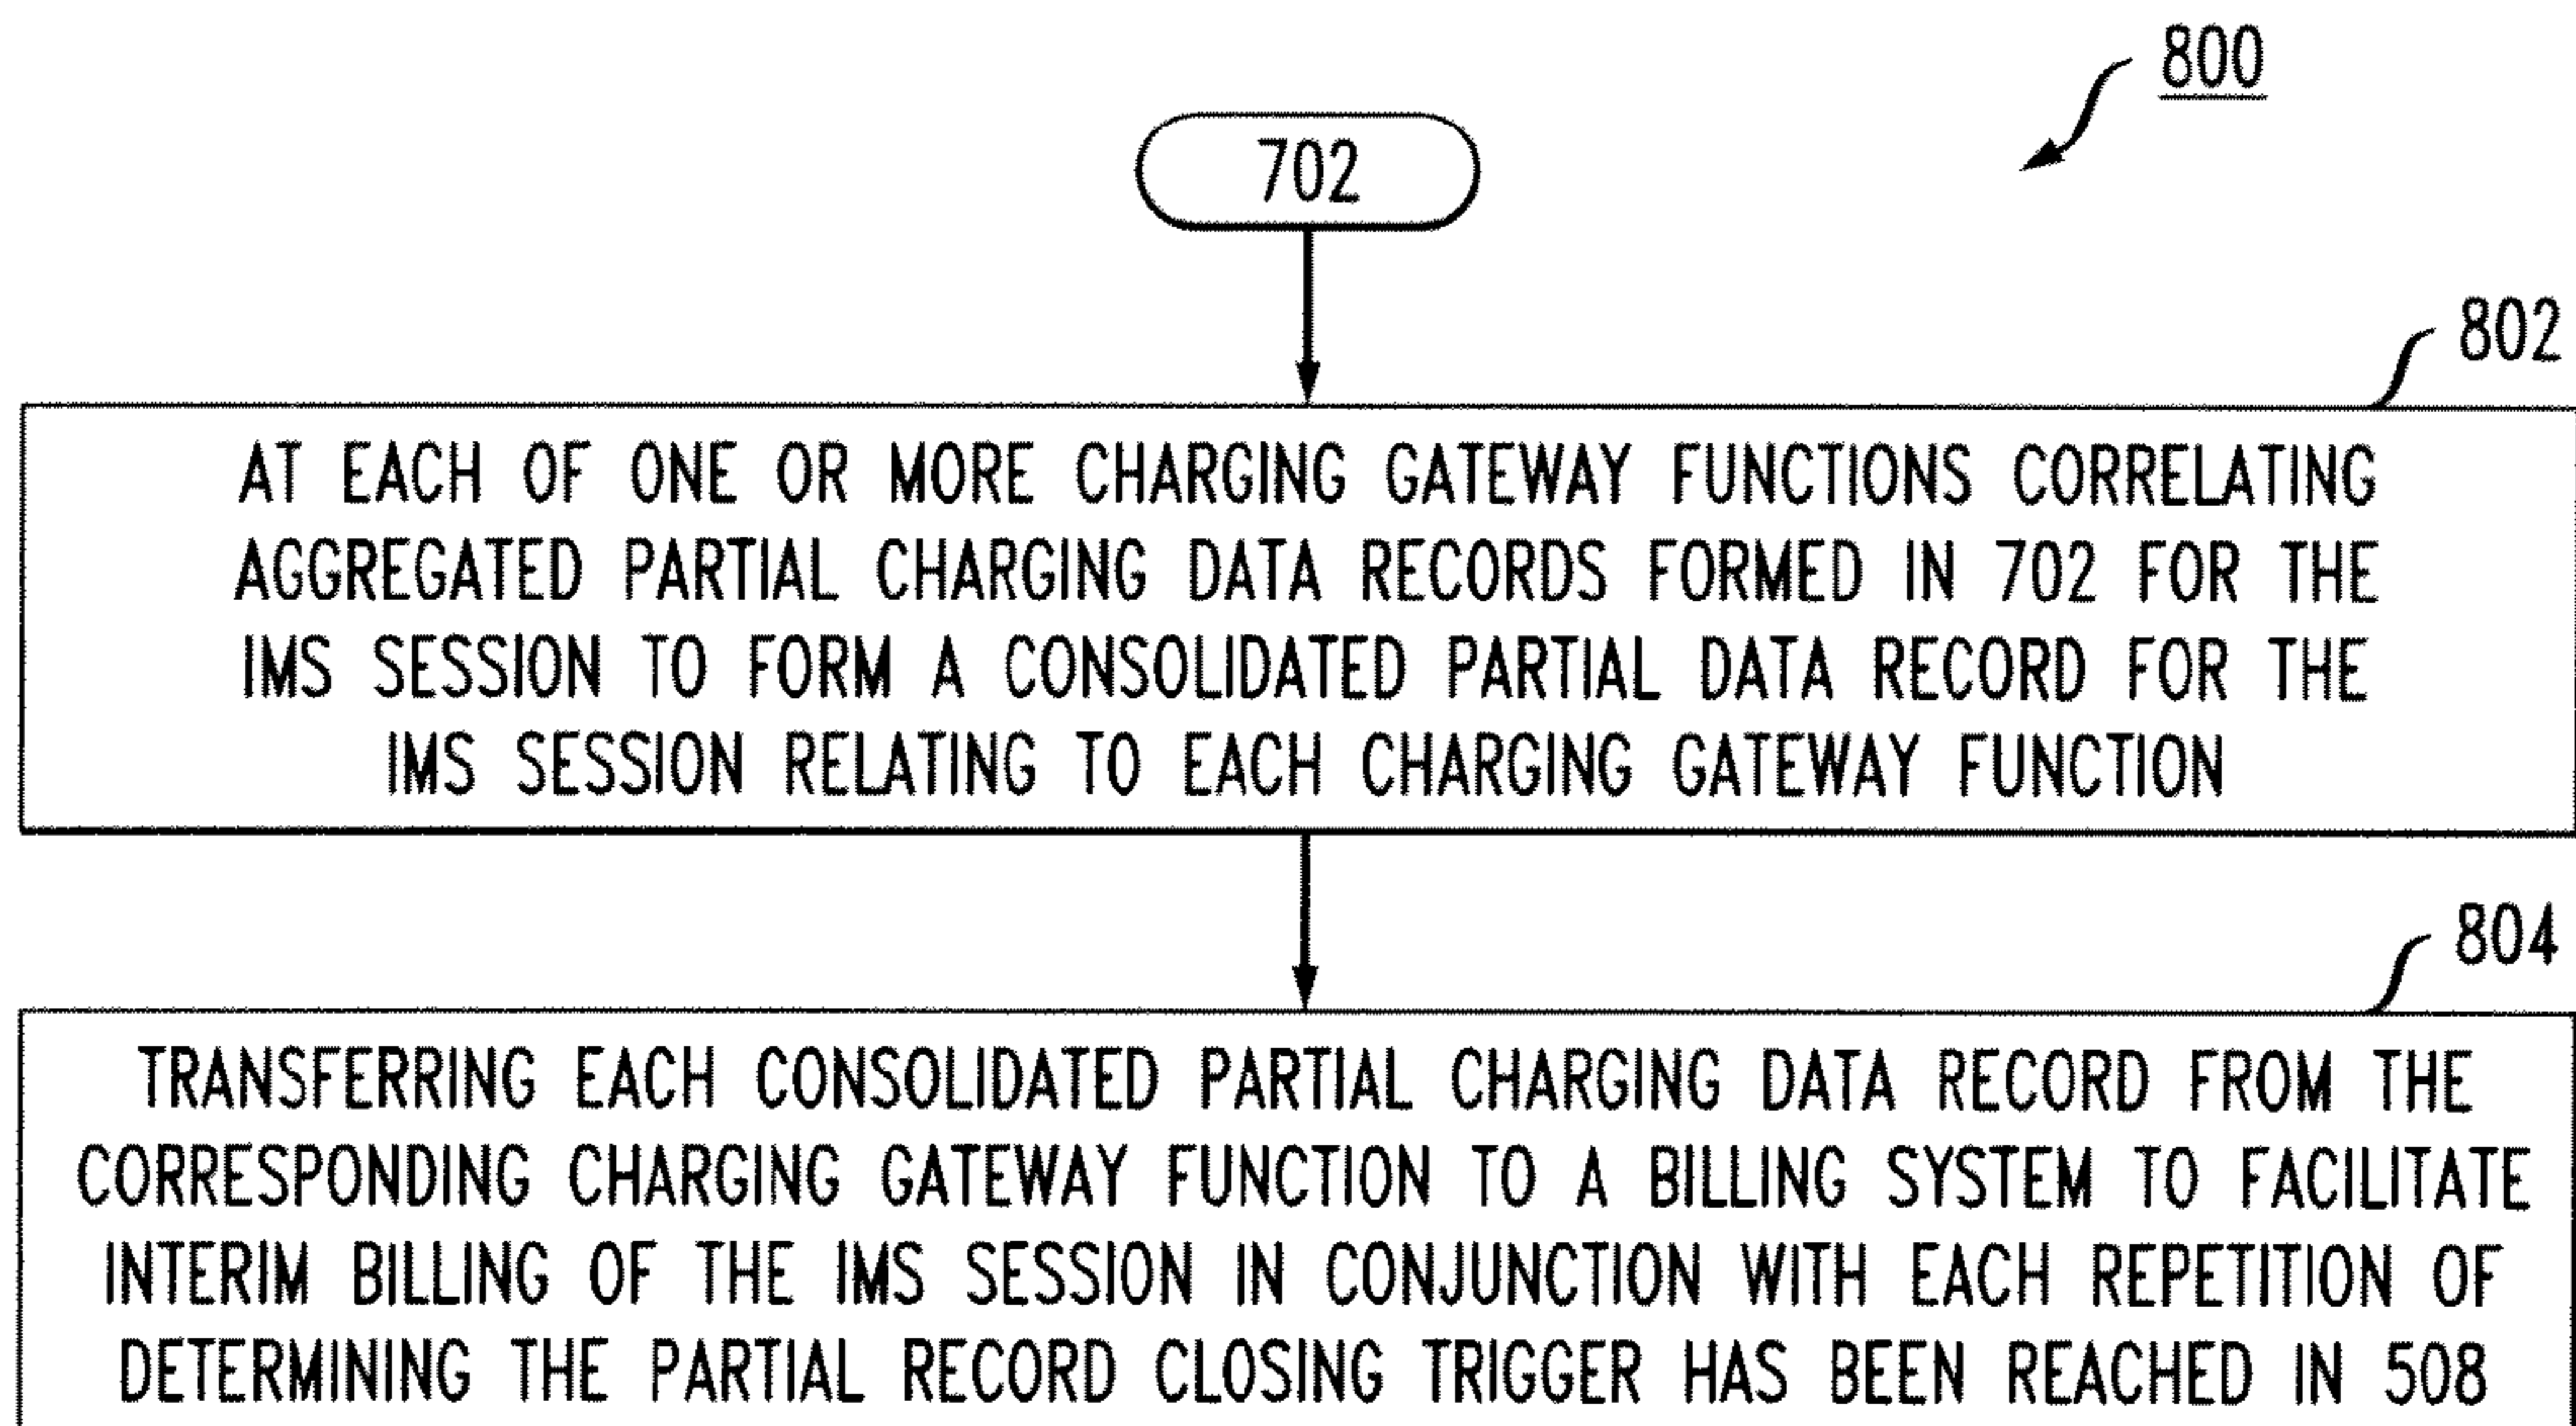 800
702
802
AT EACH OF ONE OR MORE CHARGING GATEWAY FUNCTIONS CORRELATING
AGGREGATED PARTIAL CHARGING DATA RECORDS FORMED IN 702 FOR THE
IMS SESSION TO FORM A CONSOLIDATED PARTIAL DATA RECORD FOR THE
IMS SESSION RELATING TO EACH CHARGING GATEWAY FUNCTION
804
TRANSFERRING EACH CONSOLIDATED PARTIAL CHARGING DATA RECORD FROM THE
CORRESPONDING CHARGING GATEWAY FUNCTION TO A BILLING SYSTEM TO FACILITATE
INTERIM BILLING OF THE IMS SESSION IN CONJUNCTION WITH EACH REPETITION OF
DETERMINING THE PARTIAL RECORD CLOSING TRIGGER HAS BEEN REACHED IN 508